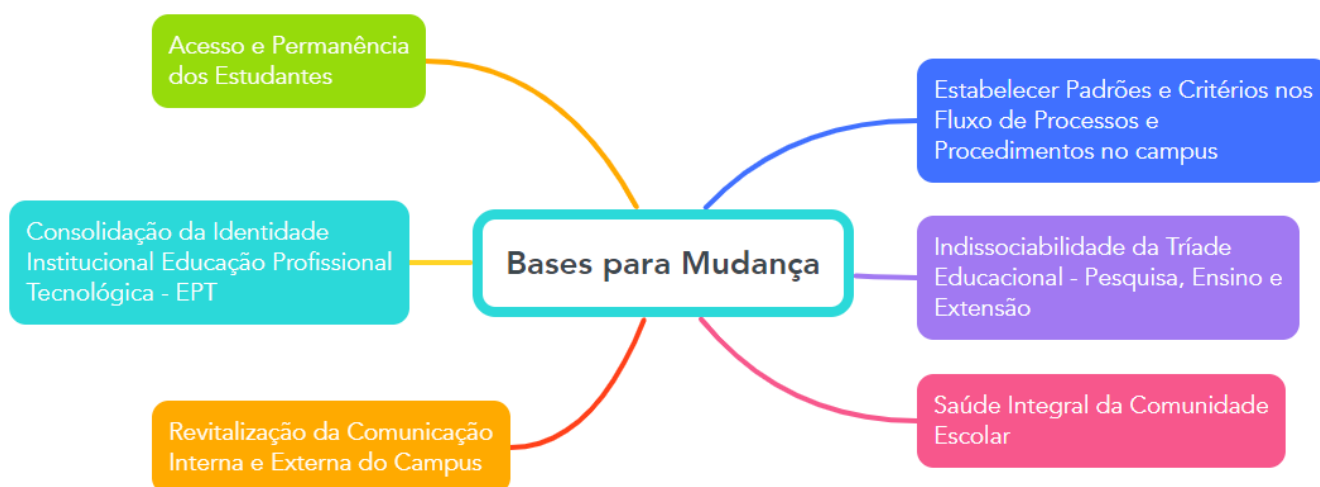 Acesso e Permanência
dos Estudantes
Consolidação da Identidade
Institucional Educação Profissional
Tecnológica - EPT
Revitalização da Comunicação
Interna e Externa do Campus
Bases para Mudança
Estabelecer Padrões e Critérios nos
Fluxo de Processos e
Procedimentos no campus
Indissociabilidade da Tríade
Educacional - Pesquisa, Ensino e
Extensão
Saúde Integral da Comunidade
Escolar